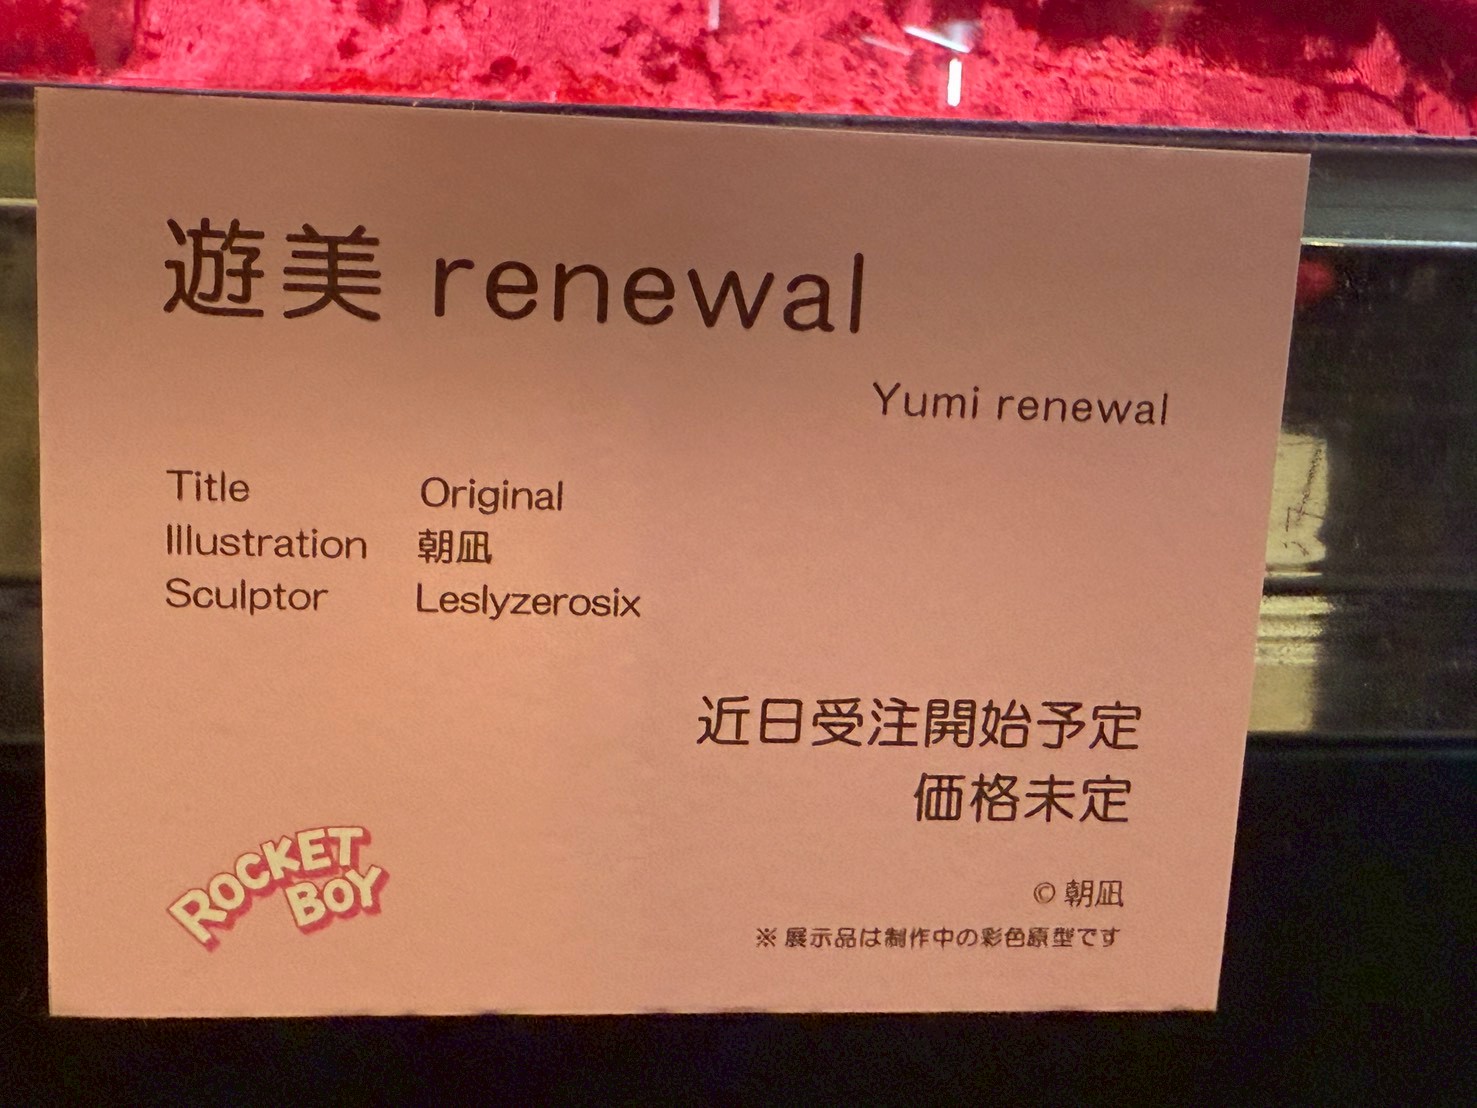 遊美 renewal
Yumi renewal
Title Original
Illustration 朝凪
Sculptor Leslyzerosix
近日受注開始予定
価格未定
ROCKET
BOY
© 朝凪
※ 展示品は制作中の彩色原型です